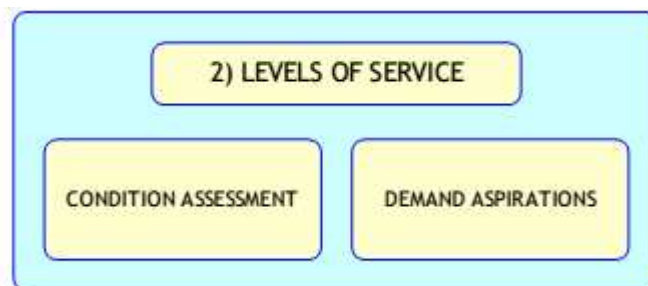 2) LEVELS OF SERVICE
CONDITION ASSESSMENT
DEMAND ASPIRATIONS